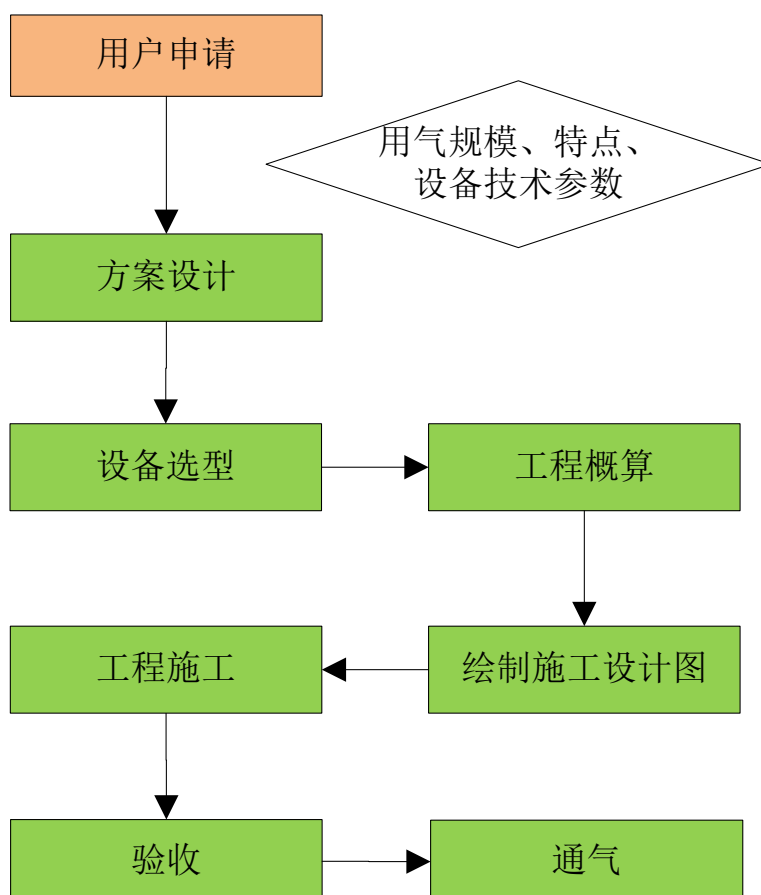 用户申请
用气规模、特点、
设备技术参数
方案设计
设备选型
工程概算
工程施工
绘制施工设计图
验收
通气